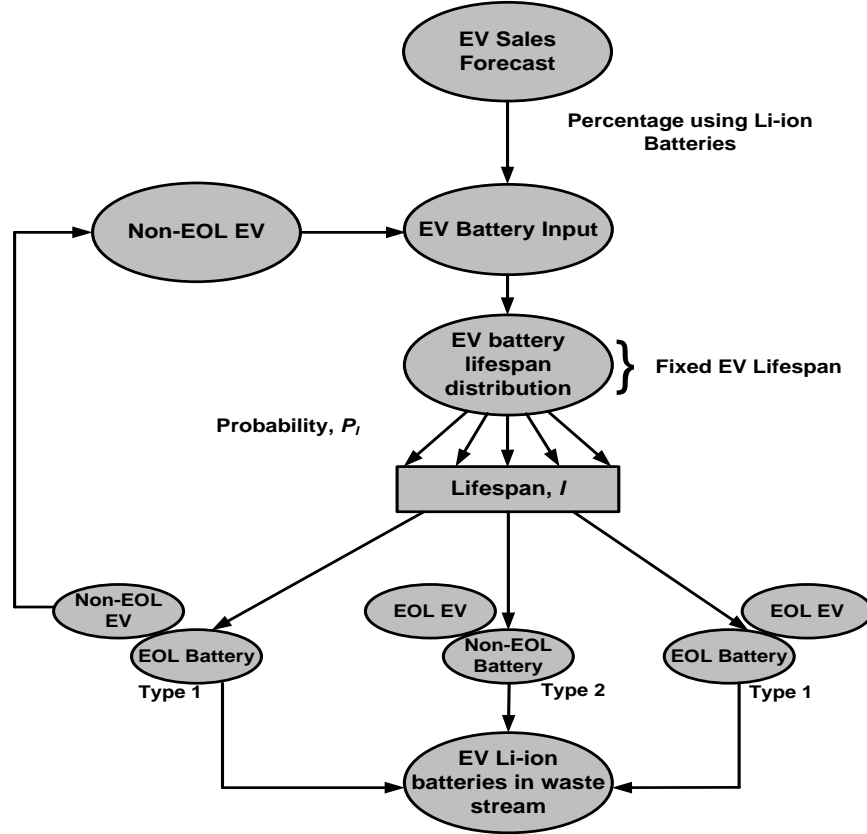 EV Sales
Forecast
Percentage using Li-ion
Batteries
Non-EOL EV
EV Battery Input
EV battery
lifespan
distribution
}
Fixed EV Lifespan
Probability, Pl
Lifespan, l
Non-EOL
EV
EOL Battery
Type 1
EOL EV
Non-EOL
Battery
Type 2
EOL EV
EOL Battery
Type 1
EV Li-ion
batteries in waste
stream